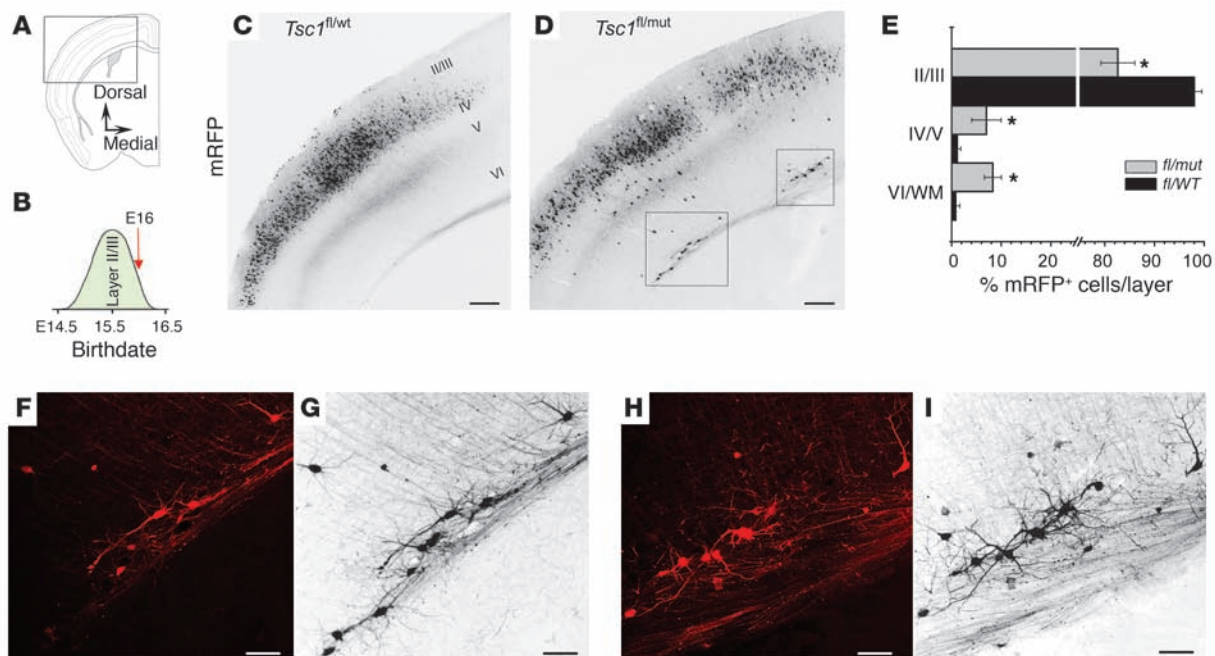 A
Dorsal
Medial
B
E16
Layer II/III
E14.5 15.5 16.5
Birthdate
mRFP
C
Tsc1fl/wt
II/III
IV
V
VI
D
Tsc1fl/mut
E
II/III
*
IV/V
*
VI/WM
*
fl/mut
fl/WT
0 10 20 80 90 100
% mRFP⁺ cells/layer
F
G
H
I